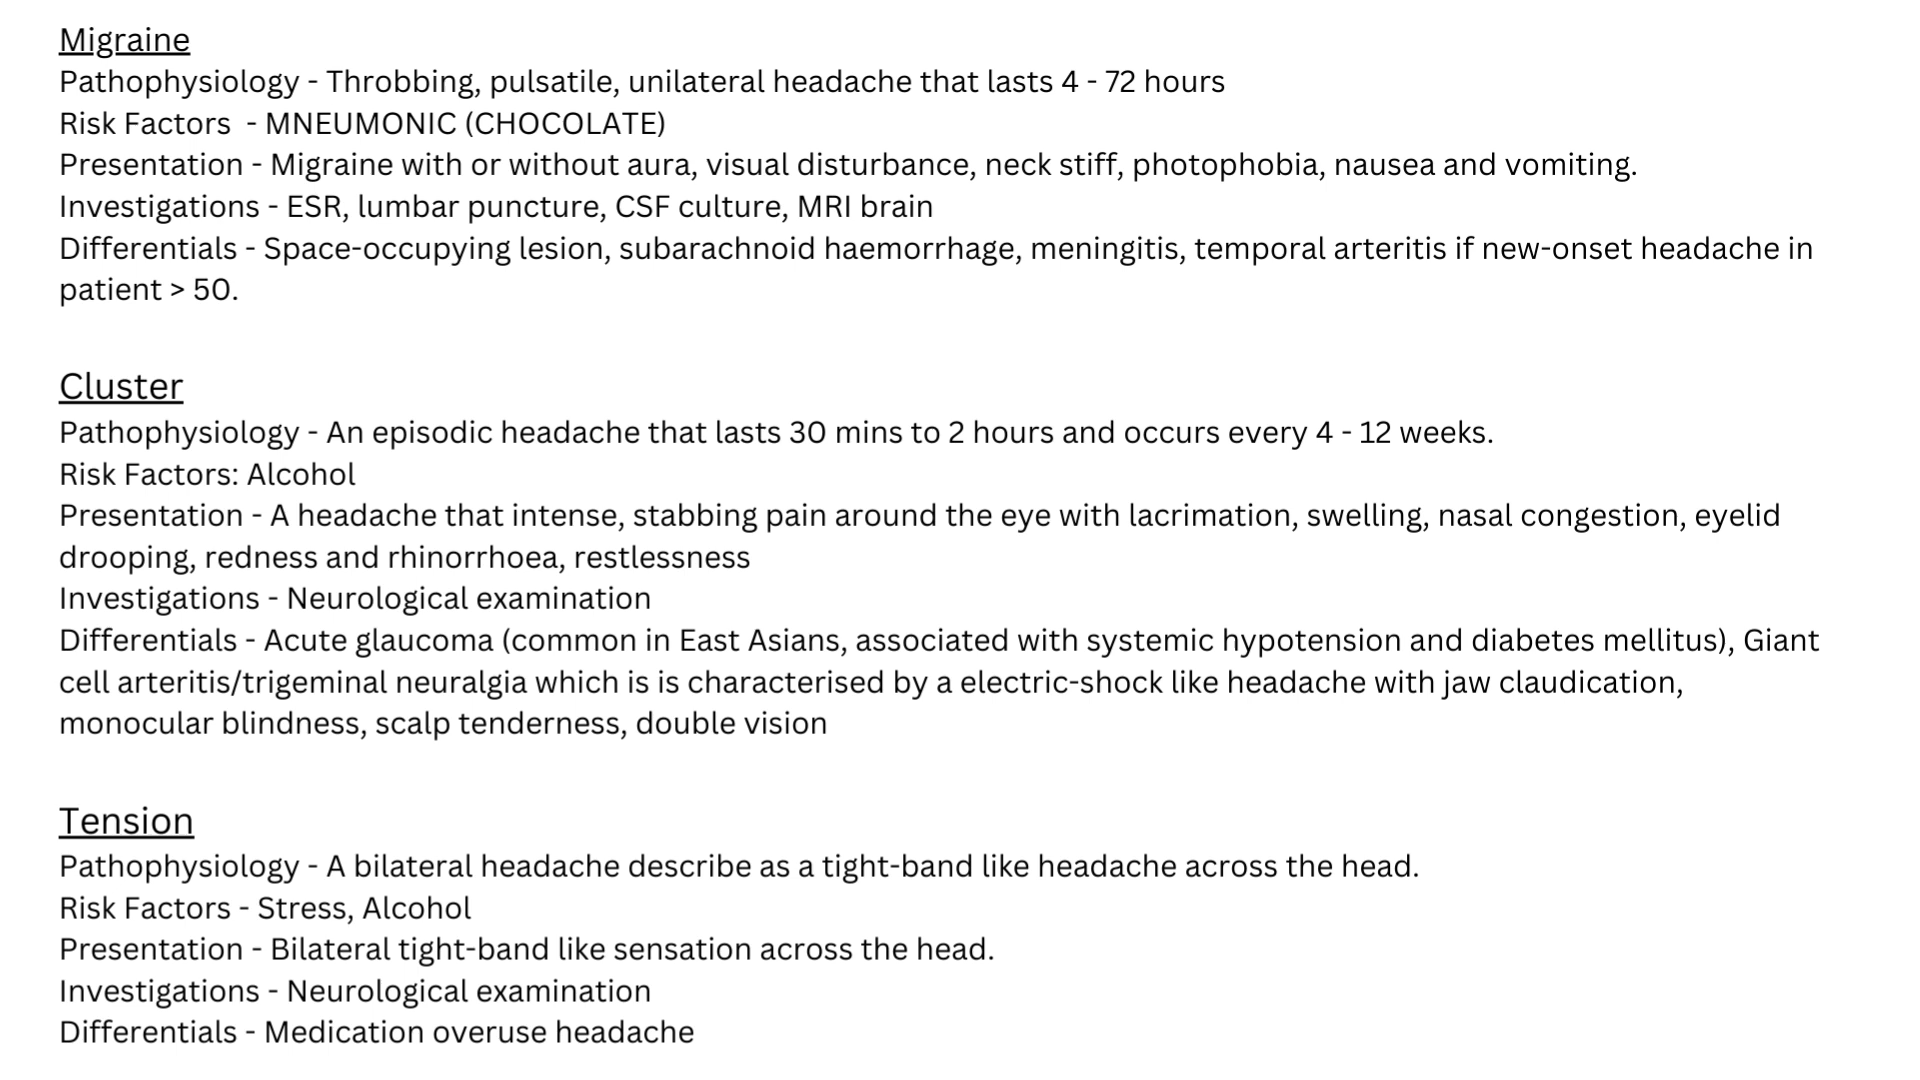 Migraine
Pathophysiology - Throbbing, pulsatile, unilateral headache that lasts 4 - 72 hours
Risk Factors  - MNEUMONIC (CHOCOLATE)
Presentation - Migraine with or without aura, visual disturbance, neck stiff, photophobia, nausea and vomiting.
Investigations - ESR, lumbar puncture, CSF culture, MRI brain
Differentials - Space-occupying lesion, subarachnoid haemorrhage, meningitis, temporal arteritis if new-onset headache in
patient > 50.
Cluster
Pathophysiology - An episodic headache that lasts 30 mins to 2 hours and occurs every 4 - 12 weeks.
Risk Factors: Alcohol
Presentation - A headache that intense, stabbing pain around the eye with lacrimation, swelling, nasal congestion, eyelid
drooping, redness and rhinorrhoea, restlessness
Investigations - Neurological examination
Differentials - Acute glaucoma (common in East Asians, associated with systemic hypotension and diabetes mellitus), Giant
cell arteritis/trigeminal neuralgia which is is characterised by a electric-shock like headache with jaw claudication,
monocular blindness, scalp tenderness, double vision
Tension
Pathophysiology - A bilateral headache describe as a tight-band like headache across the head.
Risk Factors - Stress, Alcohol
Presentation - Bilateral tight-band like sensation across the head.
Investigations - Neurological examination
Differentials - Medication overuse headache